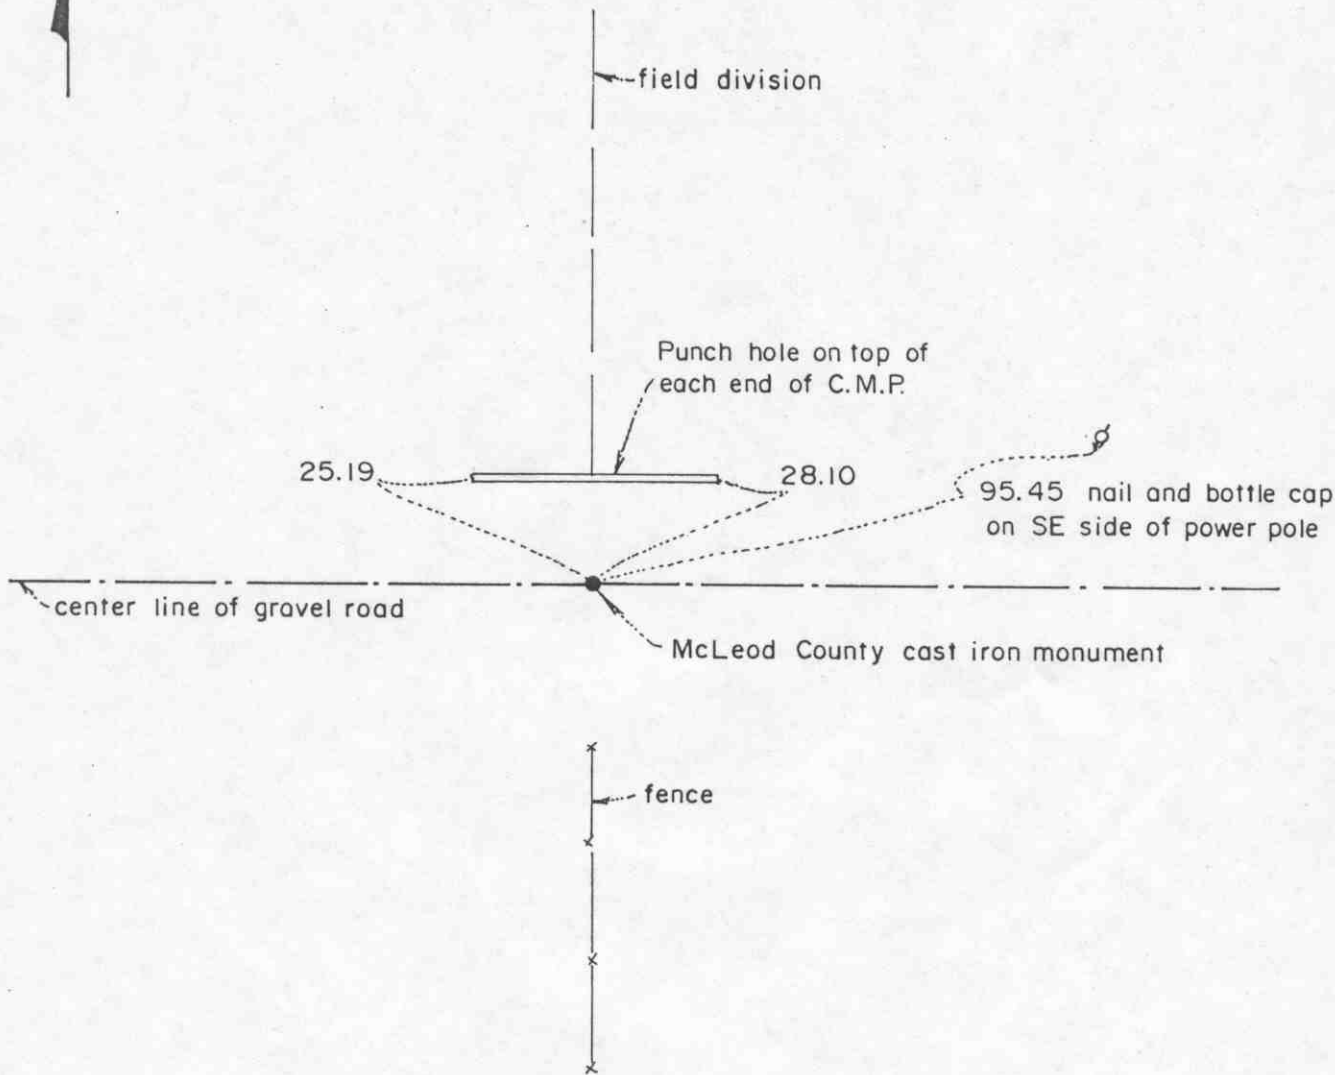 field division
Punch hole on top of
each end of C.M.P.
25.19
28.10
95.45 nail and bottle cap
on SE side of power pole
center line of gravel road
McLeod County cast iron monument
fence